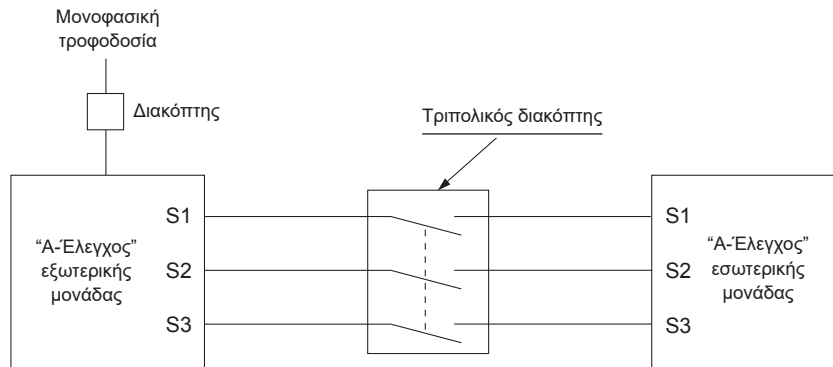 Μονοφασική
τροφοδοσία
Διακόπτης
Τριπολικός διακόπτης
“Α-Έλεγχος”
εξωτερικής
μονάδας
S1
S2
S3
S1
S2
S3
“Α-Έλεγχος”
εσωτερικής
μονάδας